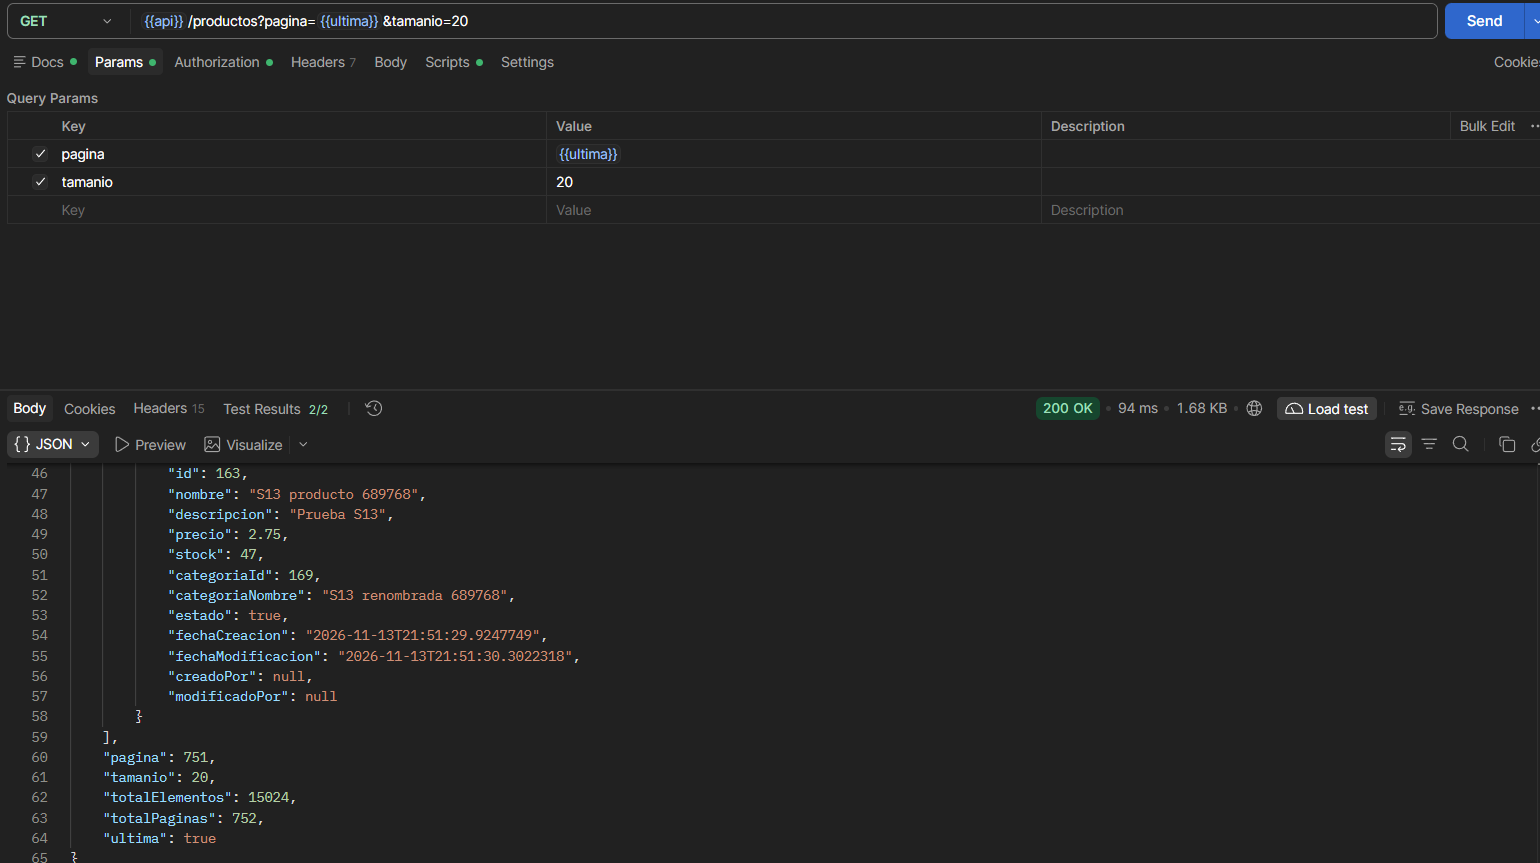 GET {{api}} /productos?pagina= {{ultima}} &tamanio=20 Send
Docs Params Authorization Headers 7 Body Scripts Settings Cookies
Query Params
Key Value Description Bulk Edit
pagina {{ultima}}
tamanio 20
Key Value Description
Body Cookies Headers 15 Test Results 2/2 200 OK 94 ms 1.68 KB Load test e.g. Save Response
{} JSON Preview Visualize
46 "id": 163,
47 "nombre": "S13 producto 689768",
48 "descripcion": "Prueba S13",
49 "precio": 2.75,
50 "stock": 47,
51 "categoriaId": 169,
52 "categoriaNombre": "S13 renombrada 689768",
53 "estado": true,
54 "fechaCreacion": "2026-11-13T21:51:29.9247749",
55 "fechaModificacion": "2026-11-13T21:51:30.3022318",
56 "creadoPor": null,
57 "modificadoPor": null
58 }
59 ],
60 "pagina": 751,
61 "tamanio": 20,
62 "totalElementos": 15024,
63 "totalPaginas": 752,
64 "ultima": true
65 }